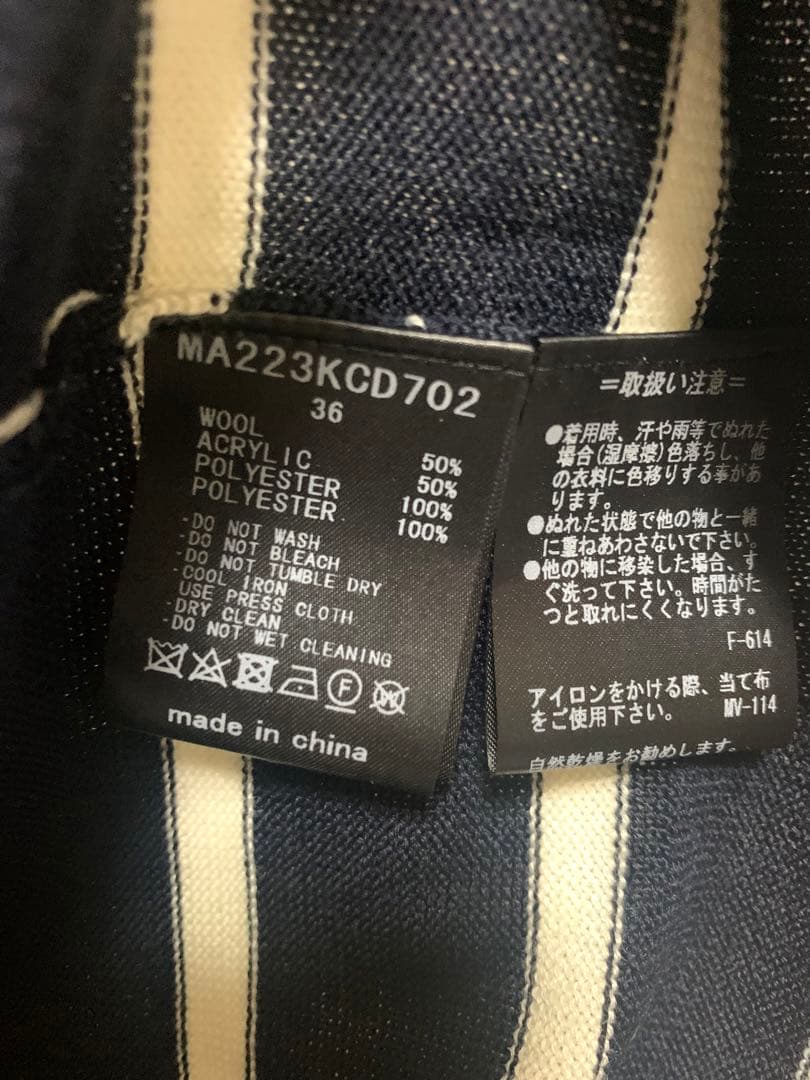 MA223KCD702
36
WOOL 50%
ACRYLIC 50%
POLYESTER 100%
POLYESTER 100%
-DO NOT WASH
-DO NOT BLEACH
-DO NOT TUMBLE DRY
-COOL IRON
USE PRESS CLOTH
-DRY CLEAN
-DO NOT WET CLEANING
F
W
made in china
=取扱い注意=
●着用時、汗や雨等でぬれた
場合(湿摩擦)色落ちし、他
の衣料に色移りする事があ
ります。
●ぬれた状態で他の物と一緒
に重ねあわさないで下さい。
●他の物に移染した場合、す
ぐ洗って下さい。時間がた
つと取れにくくなります。
F-614
アイロンをかける際、当て布
をご使用下さい。 MV-114
自然乾燥をお勧めします。